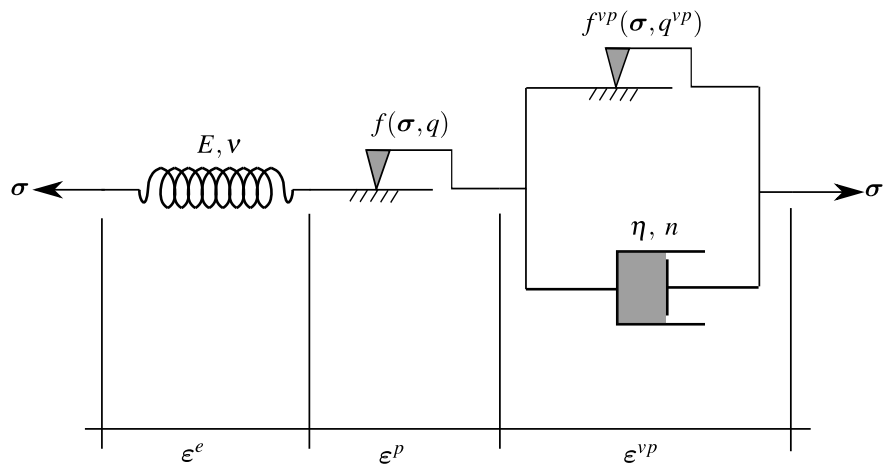 f^{vp}(σ, q^{vp})
f(σ, q)
E, ν
σ
σ
η, n
ε^e
ε^p
ε^{vp}